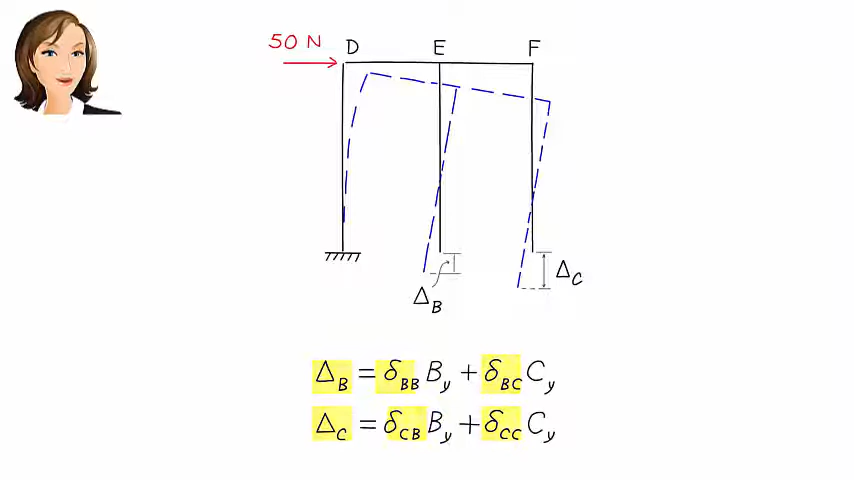 50 N D E F
Δ_C
Δ_B
Δ_B = δ_BB B_y + δ_BC C_y
Δ_C = δ_CB B_y + δ_CC C_y